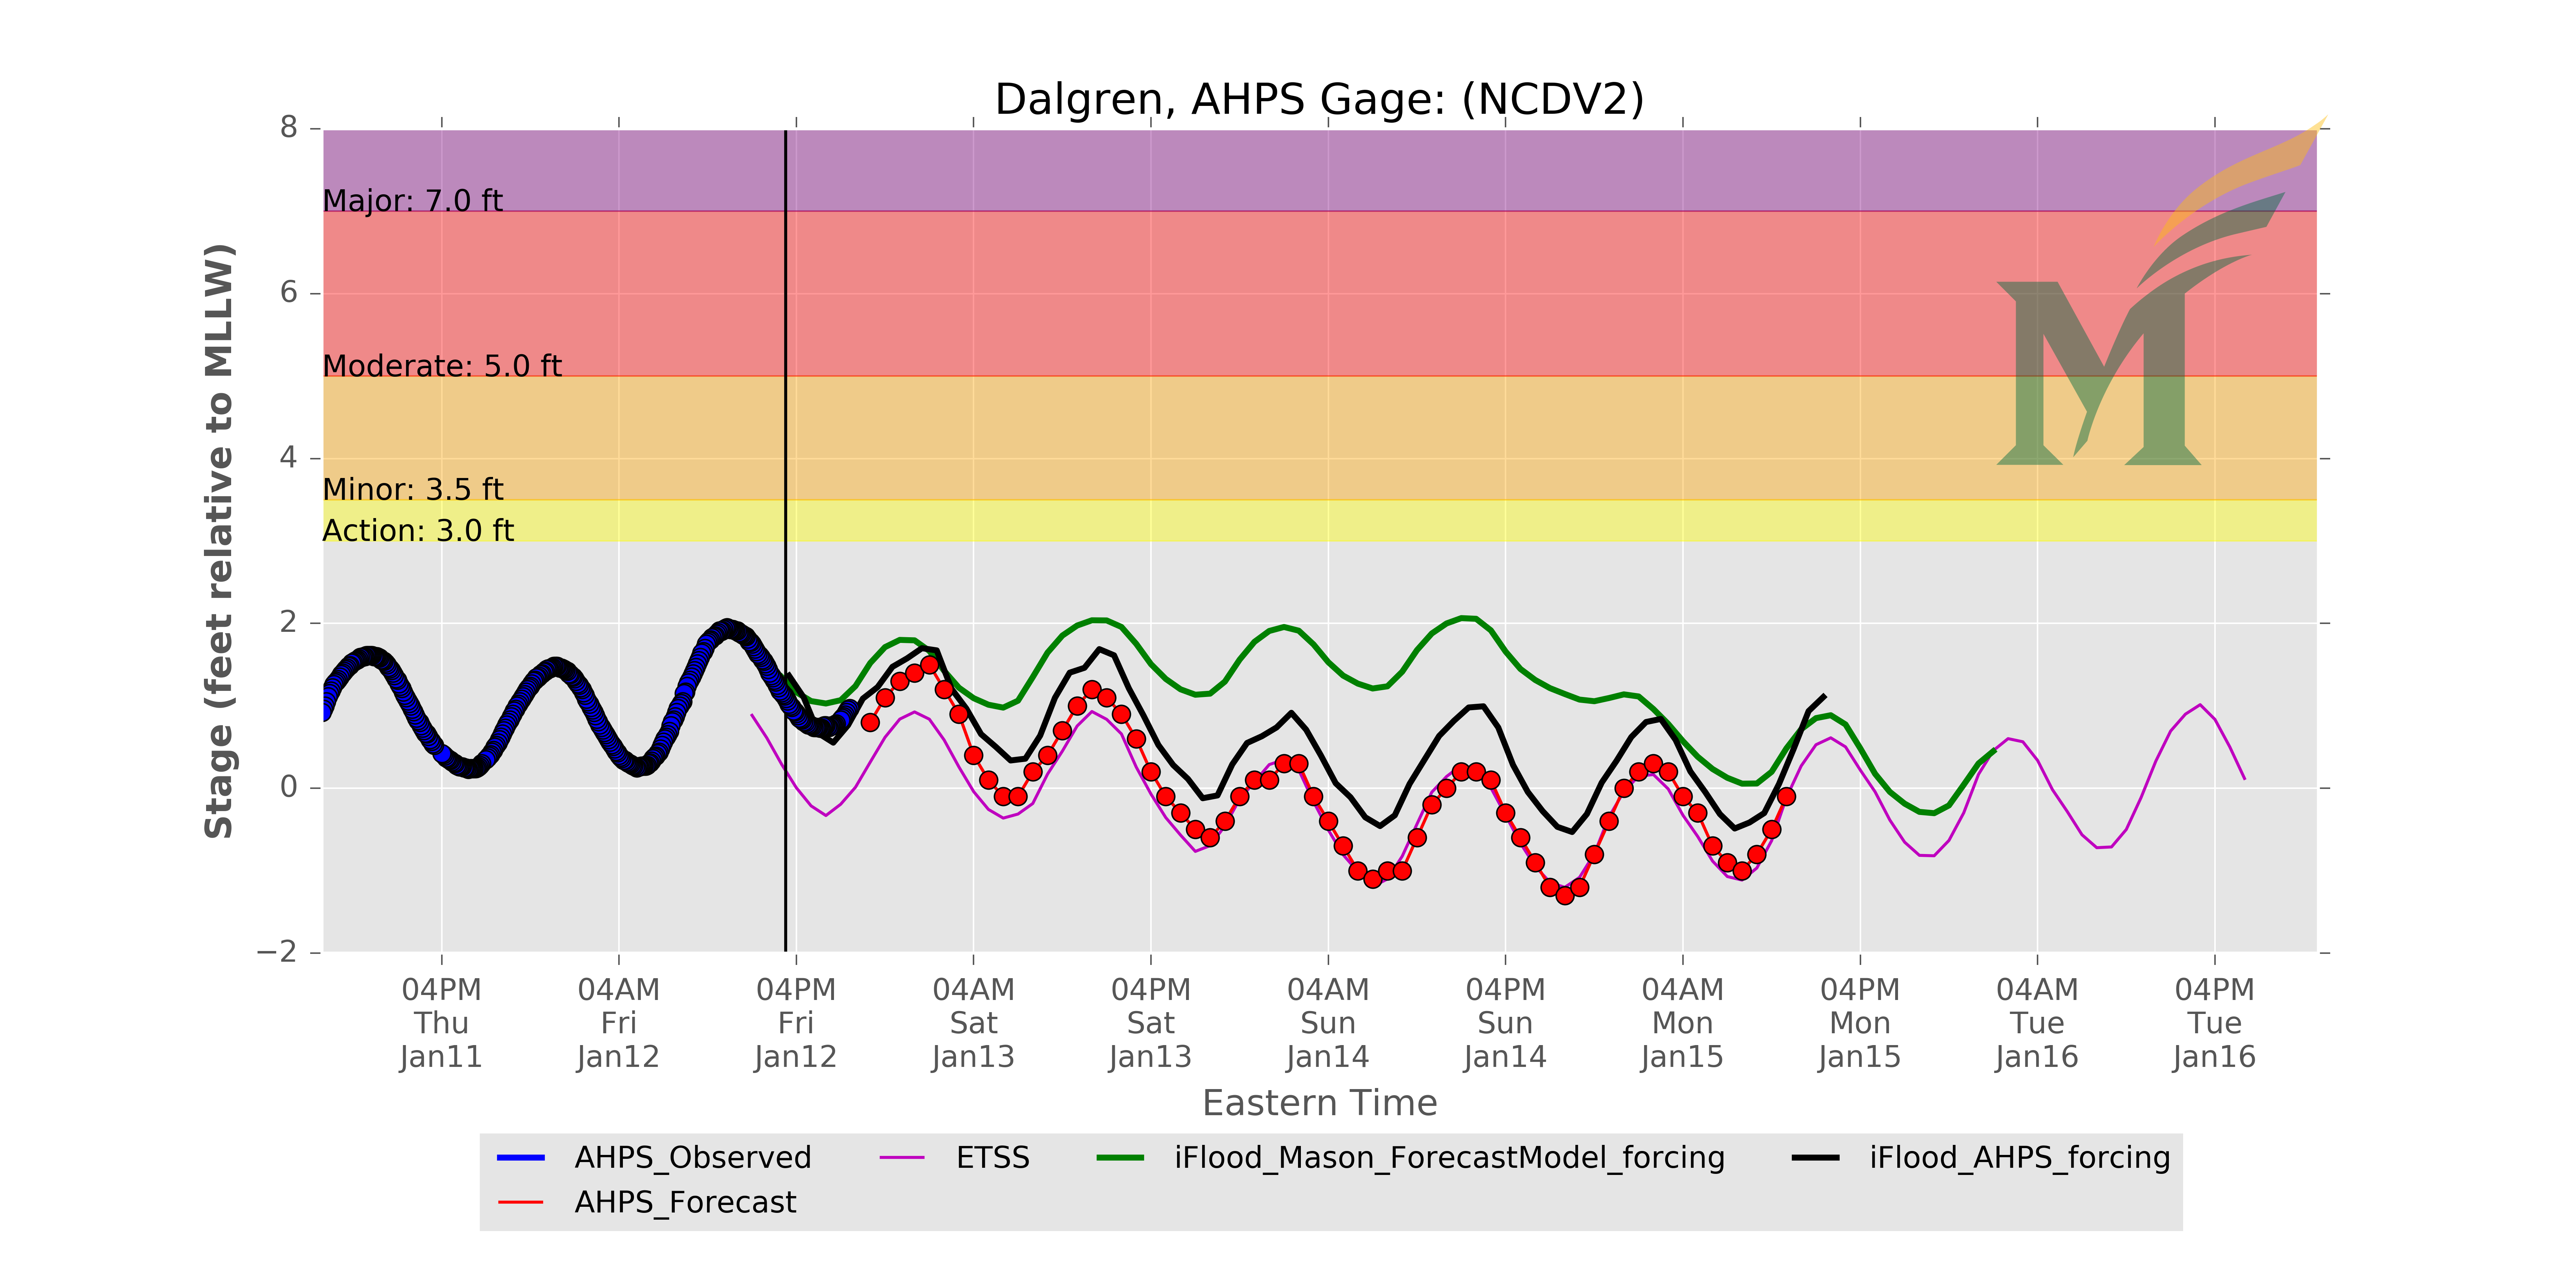 Dalgren, AHPS Gage: (NCDV2)
8
Major: 7.0 ft
6
Moderate: 5.0 ft
4
Minor: 3.5 ft
Action: 3.0 ft
2
0
−2
Stage (feet relative to MLLW)
04PM 04AM 04PM 04AM 04PM 04AM 04PM 04AM 04PM 04AM 04PM
Thu Fri Fri Sat Sat Sun Sun Mon Mon Tue Tue
Jan11 Jan12 Jan12 Jan13 Jan13 Jan14 Jan14 Jan15 Jan15 Jan16 Jan16
Eastern Time
AHPS_Observed ETSS iFlood_Mason_ForecastModel_forcing iFlood_AHPS_forcing
AHPS_Forecast
M